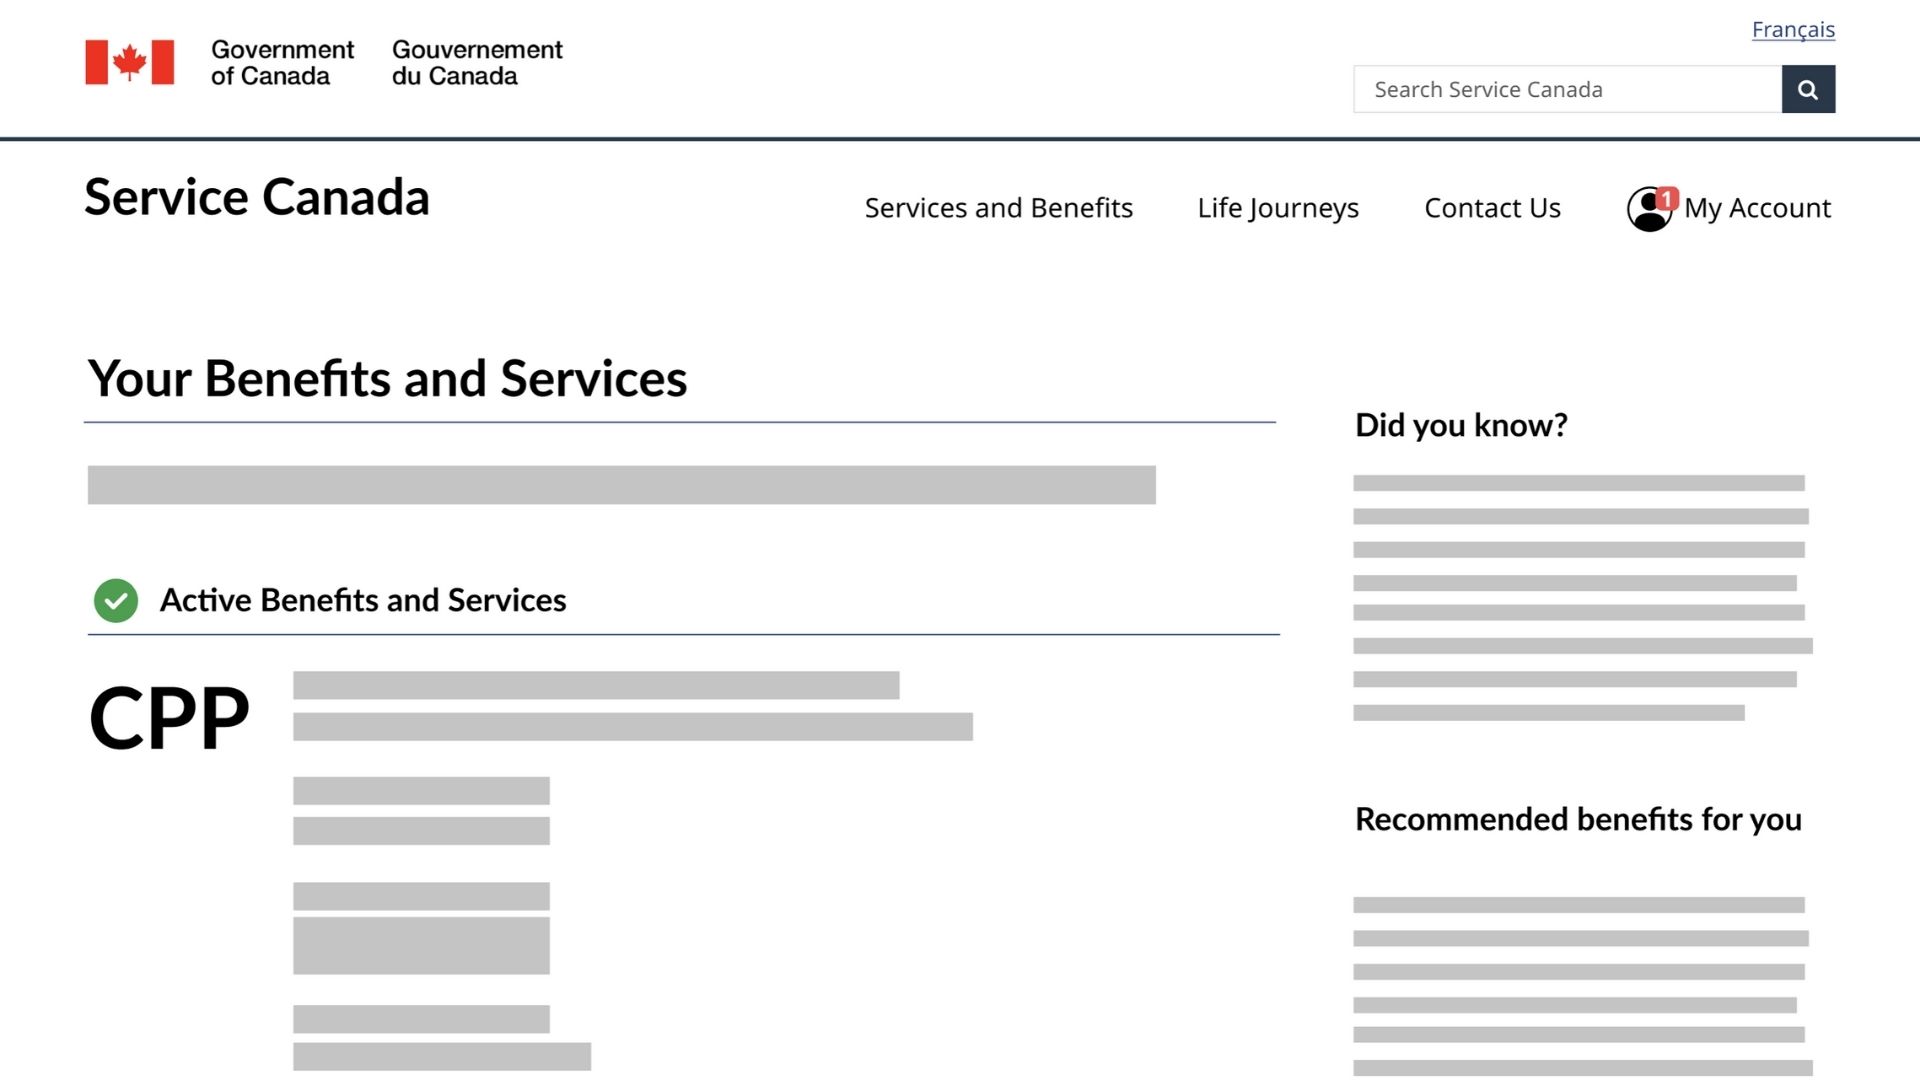 Français
Government
of Canada
Gouvernement
du Canada
Search Service Canada
Service Canada
Services and Benefits
Life Journeys
Contact Us
1
My Account
Your Benefits and Services
Active Benefits and Services
CPP
Did you know?
Recommended benefits for you